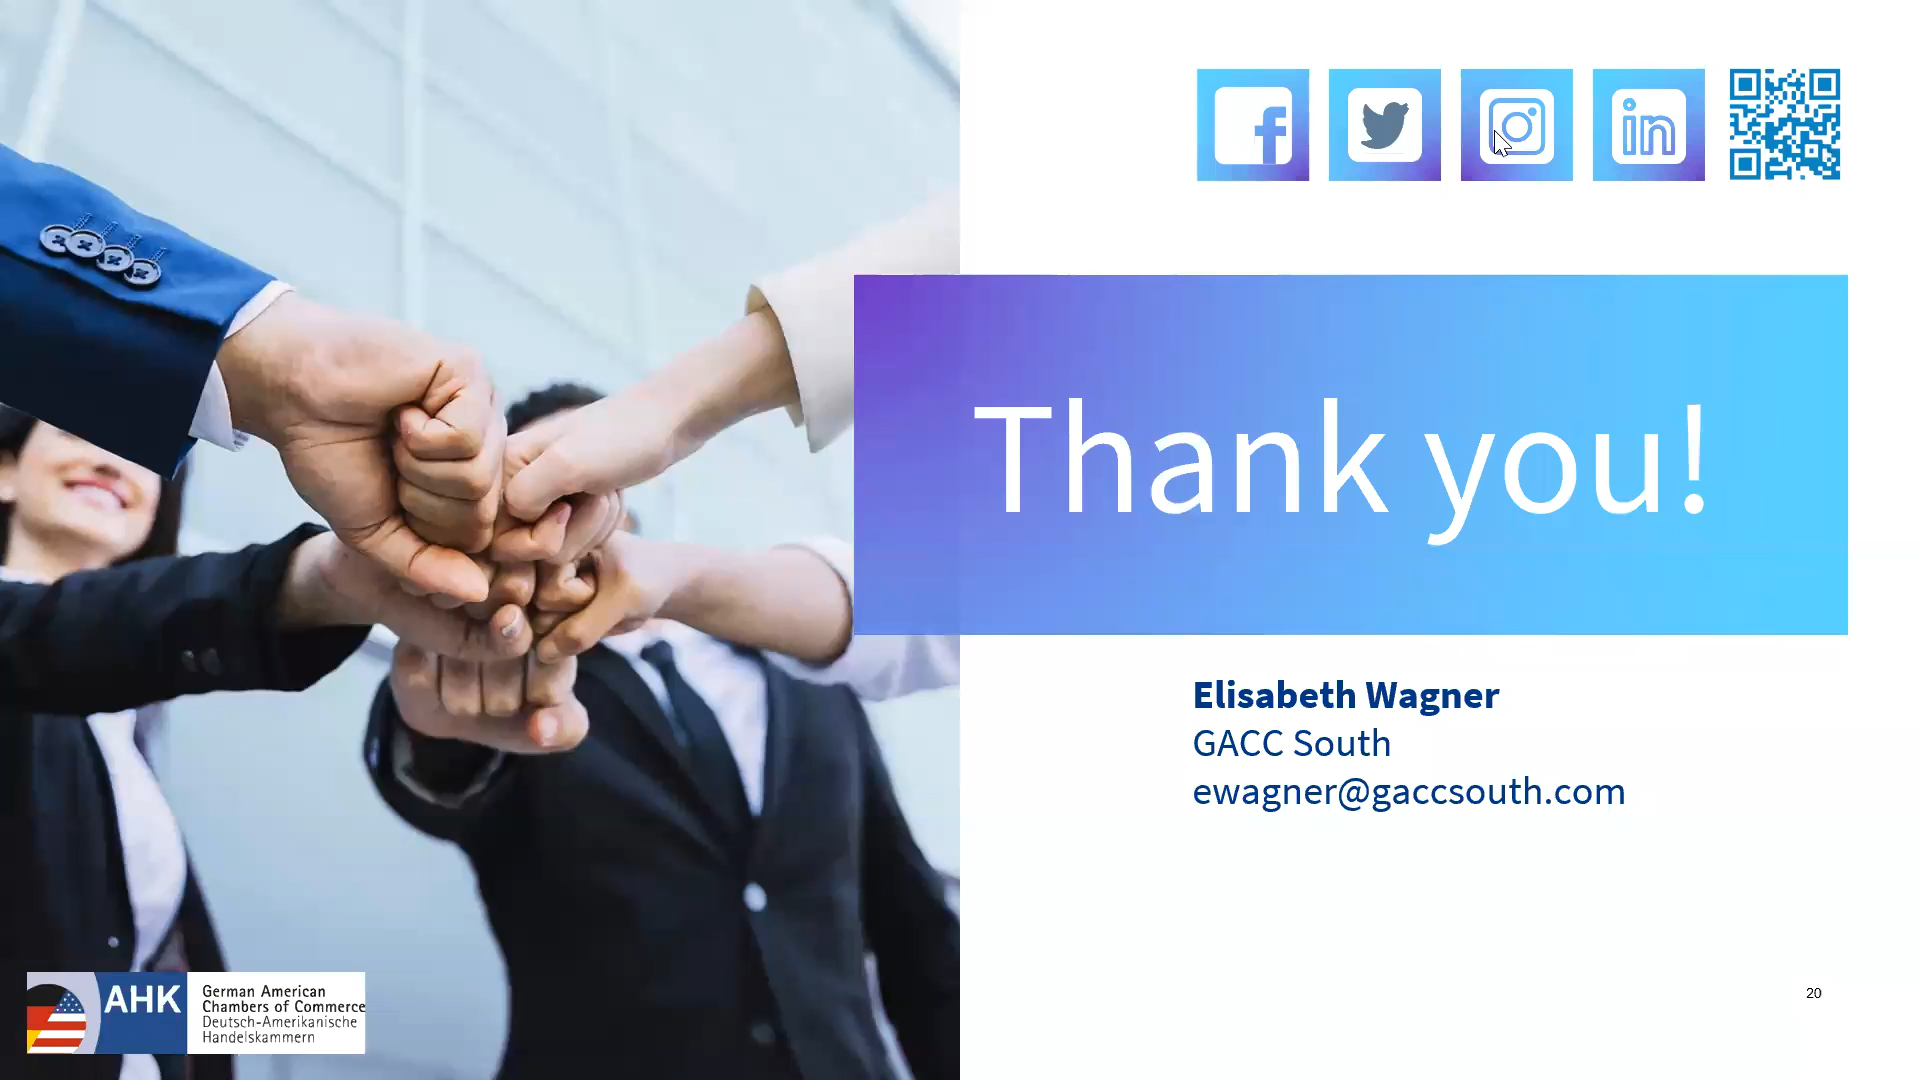 Thank you!
Elisabeth Wagner
GACC South
ewagner@gaccsouth.com
AHK
German American
Chambers of Commerce
Deutsch-Amerikanische
Handelskammern
20